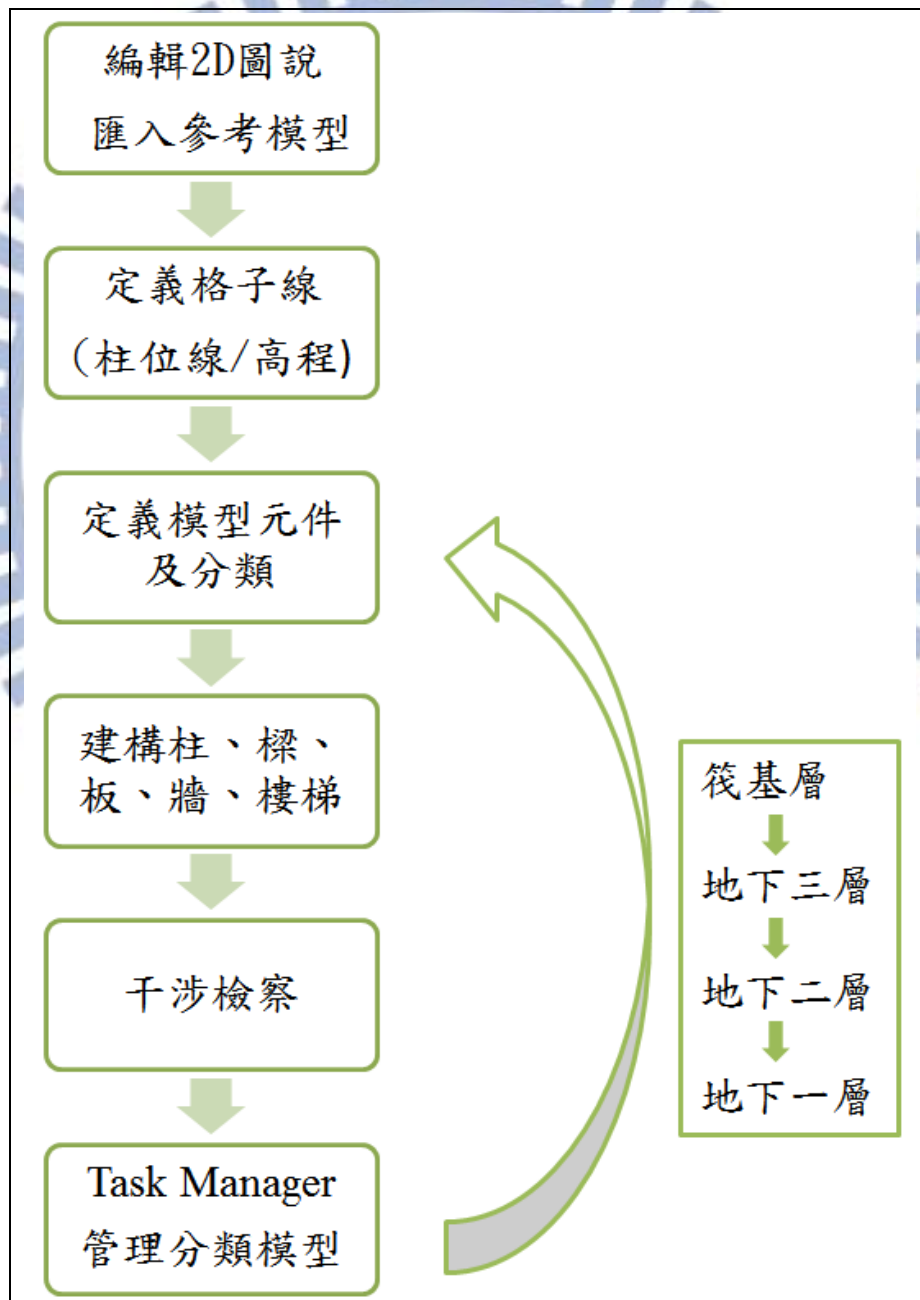 編輯2D圖說
匯入參考模型
定義格子線
(柱位線/高程)
定義模型元件
及分類
建構柱、樑、
板、牆、樓梯
干涉檢察
Task Manager
管理分類模型
筏基層
地下三層
地下二層
地下一層